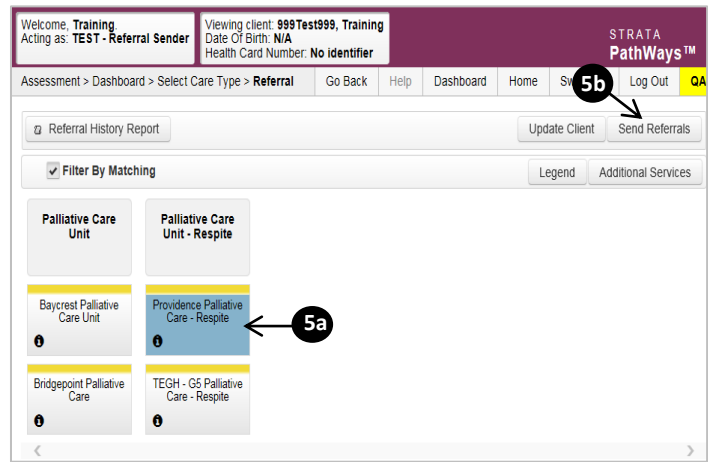 Welcome, Training.
Acting as: TEST - Referral Sender
Viewing client: 999Test999, Training
Date Of Birth: N/A
Health Card Number: No identifier
STRATA
PathWays™
Assessment > Dashboard > Select Care Type > Referral
Go Back
Help
Dashboard
Home
5b
Log Out
QA
Referral History Report
Update Client
Send Referrals
Filter By Matching
Legend
Additional Services
Palliative Care
Unit
Palliative Care
Unit - Respite
Baycrest Palliative
Care Unit
Providence Palliative
Care - Respite
5a
Bridgepoint Palliative
Care
TEGH - G5 Palliative
Care - Respite